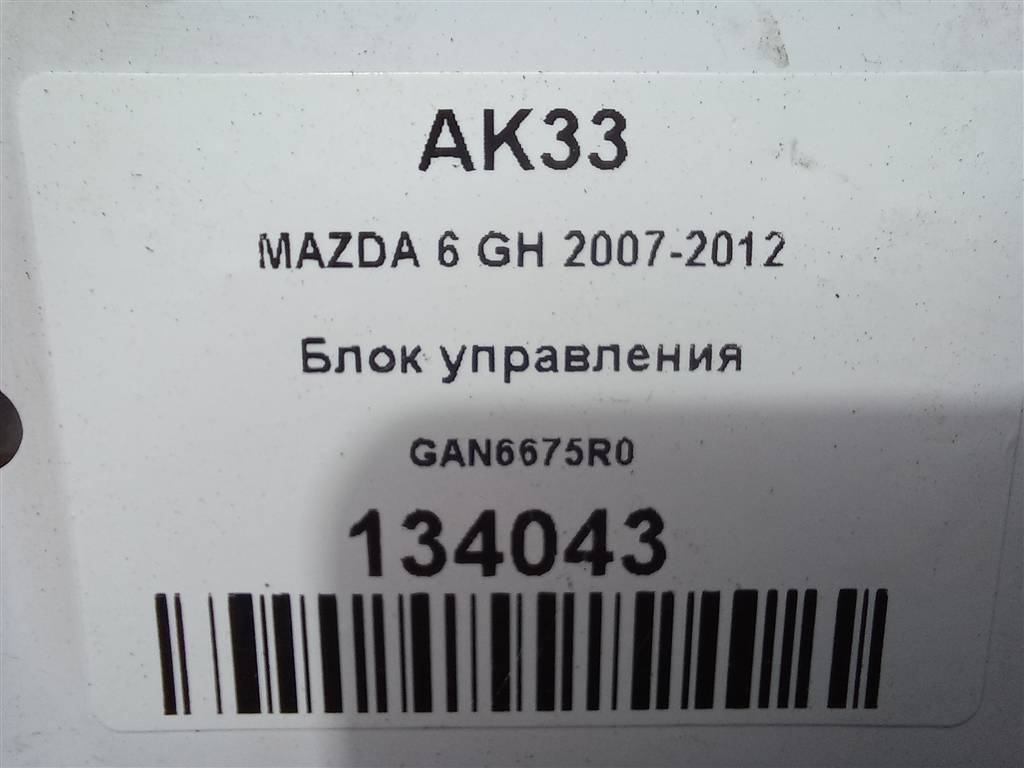 AK33
MAZDA 6 GH 2007-2012
Блок управления
GAN6675R0
134043